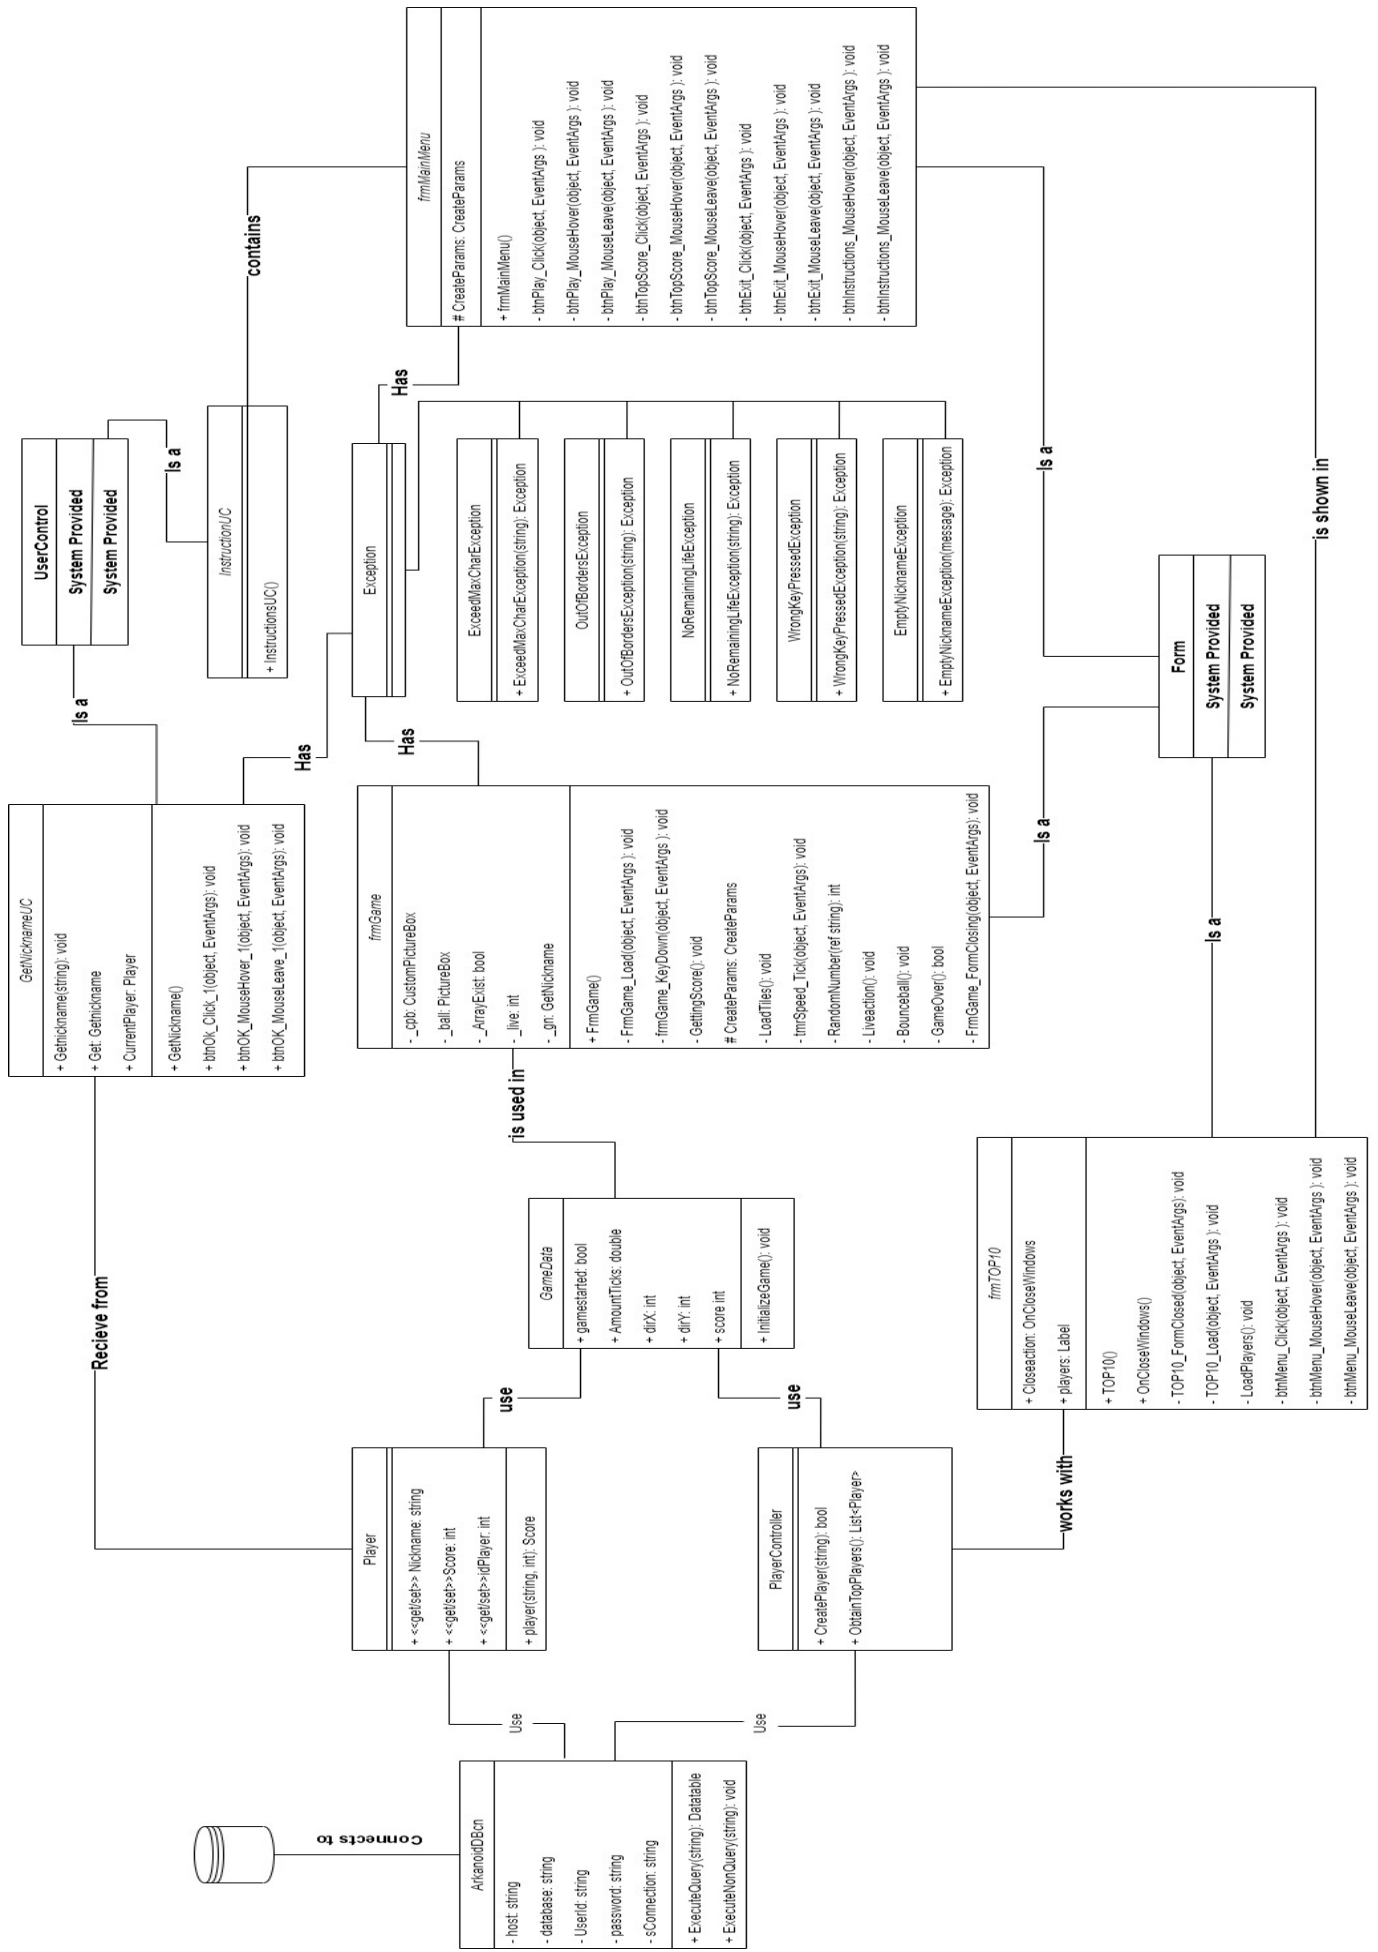 ArkanoidDBcn
- host: string
- database: string
- UserId: string
- password: string
- sConnection: string
+ ExecuteQuery(string): Datatable
+ ExecuteNonQuery(string): void
Connects to
Use
Use
Player
+ <<get/set>> Nickname: string
+ <<get/set>>Score: int
+ <<get/set>>idPlayer: int
+ player(string, int): Score
PlayerController
+ CreatePlayer(string): bool
+ ObtainTopPlayers(): List<Player>
Recieve from
use
use
works with
GameData
+ gamestarted: bool
+ AmountTicks: double
+ dirX: int
+ dirY: int
+ score int
+ InitializeGame(): void
is used in
frmTOP10
+ Closeaction: OnCloseWindows
+ players: Label
+ TOP10()
+ OnCloseWindows()
- TOP10_FormClosed(object, EventArgs): void
- TOP10_Load(object, EventArgs ): void
- LoadPlayers(): void
- btnMenu_Click(object, EventArgs ): void
- btnMenu_MouseHover(object, EventArgs ): void
- btnMenu_MouseLeave(object, EventArgs ): void
GetNicknameUC
+ Getnickname(string): void
+ Get: Getnickname
+ CurrentPlayer: Player
+ GetNickname()
+ btnOk_Click_1(object, EventArgs): void
+ btnOK_MouseHover_1(object, EventArgs): void
+ btnOK_MouseLeave_1(object, EventArgs): void
frmGame
- _cpb: CustomPictureBox
- _ball: PictureBox
- _ArrayExist: bool
- _live: int
- _gn: GetNickname
+ FrmGame()
- FrmGame_Load(object, EventArgs ): void
- frmGame_KeyDown(object, EventArgs ): void
- GettingScore(): void
# CreateParams: CreateParams
- LoadTiles(): void
- tmrSpeed_Tick(object, EventArgs): void
- RandomNumber(ref string): int
- Liveaction(): void
- Bounceball(): void
- GameOver(): bool
- FrmGame_FormClosing(object, EventArgs): void
Is a
Has
Has
Is a
Is a
UserControl
System Provided
System Provided
Is a
InstructionUC
+ InstructionsUC()
Exception
ExceedMaxCharException
+ ExceedMaxCharException(string): Exception
OutOfBordersException
+ OutOfBordersException(string): Exception
NoRemainingLifeException
+ NoRemainingLifeException(string): Exception
WrongKeyPressedException
+ WrongKeyPressedException(string): Exception
EmptyNicknameException
+ EmptyNicknameException(message): Exception
Form
System Provided
System Provided
Is a
is shown in
Has
contains
frmMainMenu
# CreateParams: CreateParams
+ frmMainMenu()
- btnPlay_Click(object, EventArgs ): void
- btnPlay_MouseHover(object, EventArgs ): void
- btnPlay_MouseLeave(object, EventArgs ): void
- btnTopScore_Click(object, EventArgs ): void
- btnTopScore_MouseHover(object, EventArgs ): void
- btnTopScore_MouseLeave(object, EventArgs ): void
- btnExit_Click(object, EventArgs ): void
- btnExit_MouseHover(object, EventArgs ): void
- btnExit_MouseLeave(object, EventArgs ): void
- btnInstructions_MouseHover(object, EventArgs ): void
- btnInstructions_MouseLeave(object, EventArgs ): void